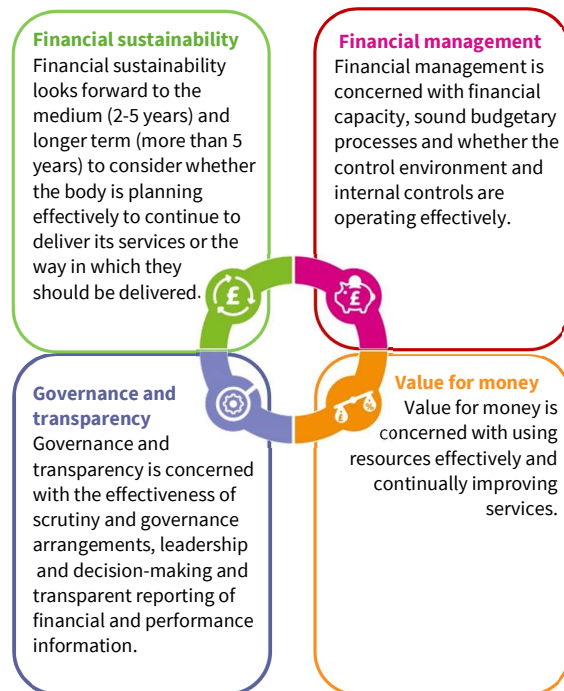 Financial sustainability
Financial sustainability
looks forward to the
medium (2-5 years) and
longer term (more than 5
years) to consider whether
the body is planning
effectively to continue to
deliver its services or the
way in which they
should be delivered.
Financial management
Financial management is
concerned with financial
capacity, sound budgetary
processes and whether the
control environment and
internal controls are
operating effectively.
Governance and
transparency
Governance and
transparency is concerned
with the effectiveness of
scrutiny and governance
arrangements, leadership
and decision-making and
transparent reporting of
financial and performance
information.
Value for money
Value for money is
concerned with using
resources effectively and
continually improving
services.
£
£
£
%